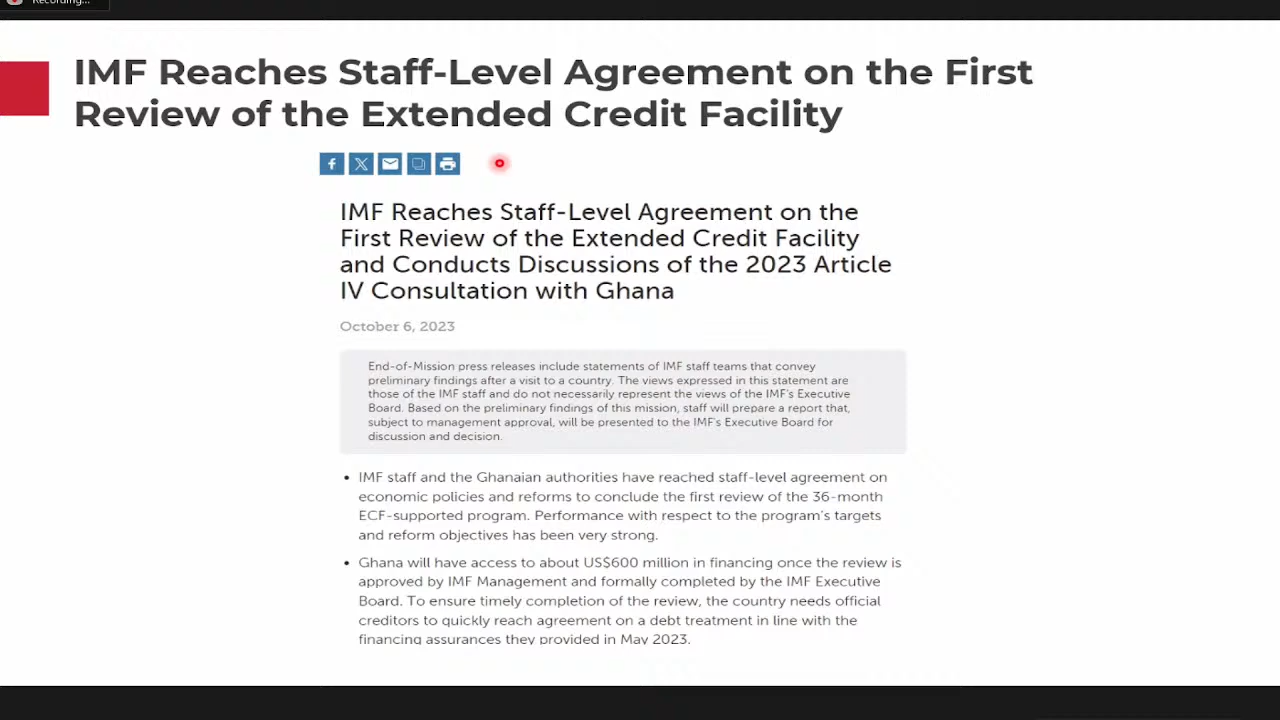 Recording...
IMF Reaches Staff-Level Agreement on the First
Review of the Extended Credit Facility
IMF Reaches Staff-Level Agreement on the
First Review of the Extended Credit Facility
and Conducts Discussions of the 2023 Article
IV Consultation with Ghana
October 6, 2023
End-of-Mission press releases include statements of IMF staff teams that convey
preliminary findings after a visit to a country. The views expressed in this statement are
those of the IMF staff and do not necessarily represent the views of the IMF's Executive
Board. Based on the preliminary findings of this mission, staff will prepare a report that,
subject to management approval, will be presented to the IMF's Executive Board for
discussion and decision.
• IMF staff and the Ghanaian authorities have reached staff-level agreement on
economic policies and reforms to conclude the first review of the 36-month
ECF-supported program. Performance with respect to the program's targets
and reform objectives has been very strong.
• Ghana will have access to about US$600 million in financing once the review is
approved by IMF Management and formally completed by the IMF Executive
Board. To ensure timely completion of the review, the country needs official
creditors to quickly reach agreement on a debt treatment in line with the
financing assurances they provided in May 2023.